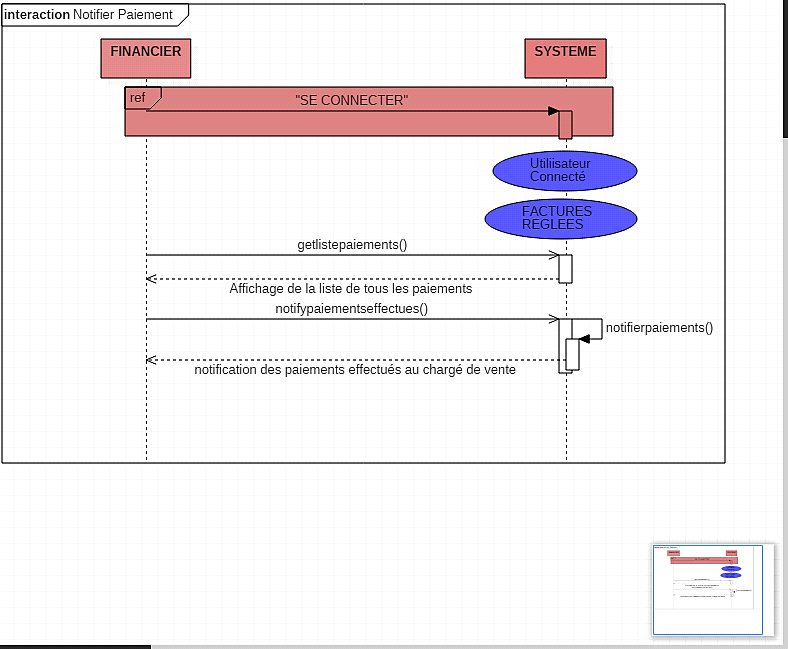 interaction Notifier Paiement
FINANCIER
SYSTEME
ref
"SE CONNECTER"
Utiliisateur
Connecté
FACTURES
REGLEES
getlistepaiements()
Affichage de la liste de tous les paiements
notifypaiementseffectues()
notifierpaiements()
notification des paiements effectués au chargé de vente